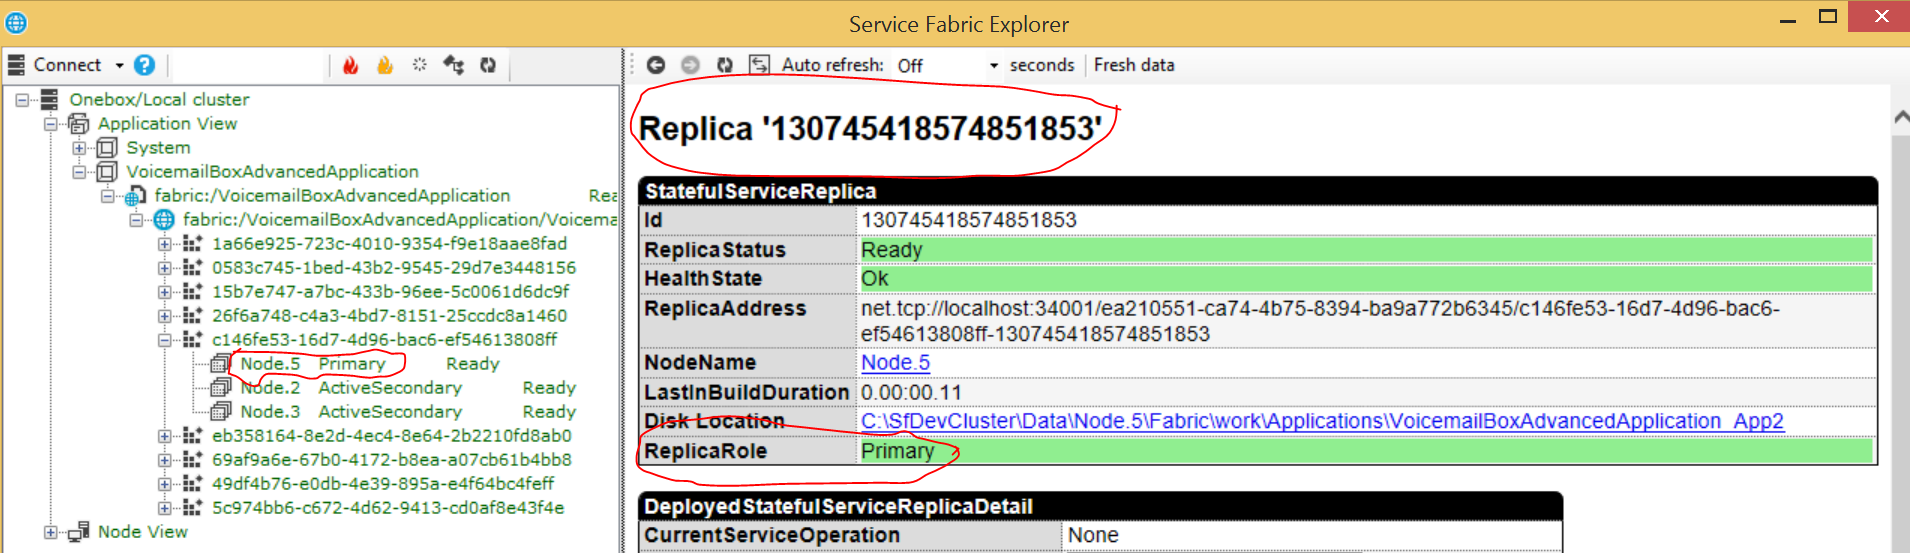 Service Fabric Explorer
Connect
Auto refresh: Off seconds Fresh data
Onebox/Local cluster
Application View
System
VoicemailBoxAdvancedApplication
fabric:/VoicemailBoxAdvancedApplication Rea
fabric:/VoicemailBoxAdvancedApplication/Voicema
1a66e925-723c-4010-9354-f9e18aae8fad
0583c745-1bed-43b2-9545-29d7e3448156
15b7e747-a7bc-433b-96ee-5c0061d6dc9f
26f6a748-c4a3-4bd7-8151-25ccdc8a1460
c146fe53-16d7-4d96-bac6-ef54613808ff
Node.5 Primary Ready
Node.2 ActiveSecondary Ready
Node.3 ActiveSecondary Ready
eb358164-8e2d-4ec4-8e64-2b2210fd8ab0
69af9a6e-67b0-4172-b8ea-a07cb61b4bb8
49df4b76-e0db-4e39-895a-e4f64bc4feff
5c974bb6-c672-4d62-9413-cd0af8e43f4e
Node View
Replica '130745418574851853'
StatefulServiceReplica
Id 130745418574851853
ReplicaStatus Ready
HealthState Ok
ReplicaAddress net.tcp://localhost:34001/ea210551-ca74-4b75-8394-ba9a772b6345/c146fe53-16d7-4d96-bac6-
ef54613808ff-130745418574851853
NodeName Node.5
LastInBuildDuration 0.00:00.11
Disk Location C:\SfDevCluster\Data\Node.5\Fabric\work\Applications\VoicemailBoxAdvancedApplication_App2
ReplicaRole Primary
DeployedStatefulServiceReplicaDetail
CurrentServiceOperation None